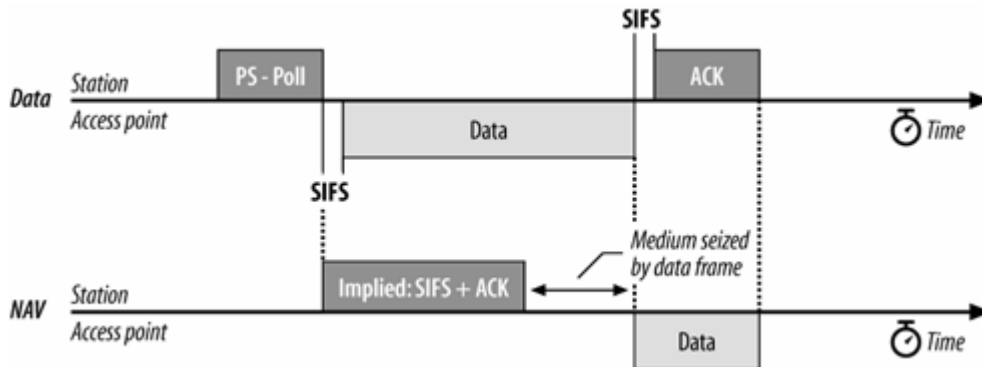 SIFS
PS - Poll
ACK
Station
Data
Access point
Data
Time
SIFS
Medium seized
by data frame
Implied: SIFS + ACK
Station
NAV
Access point
Data
Time